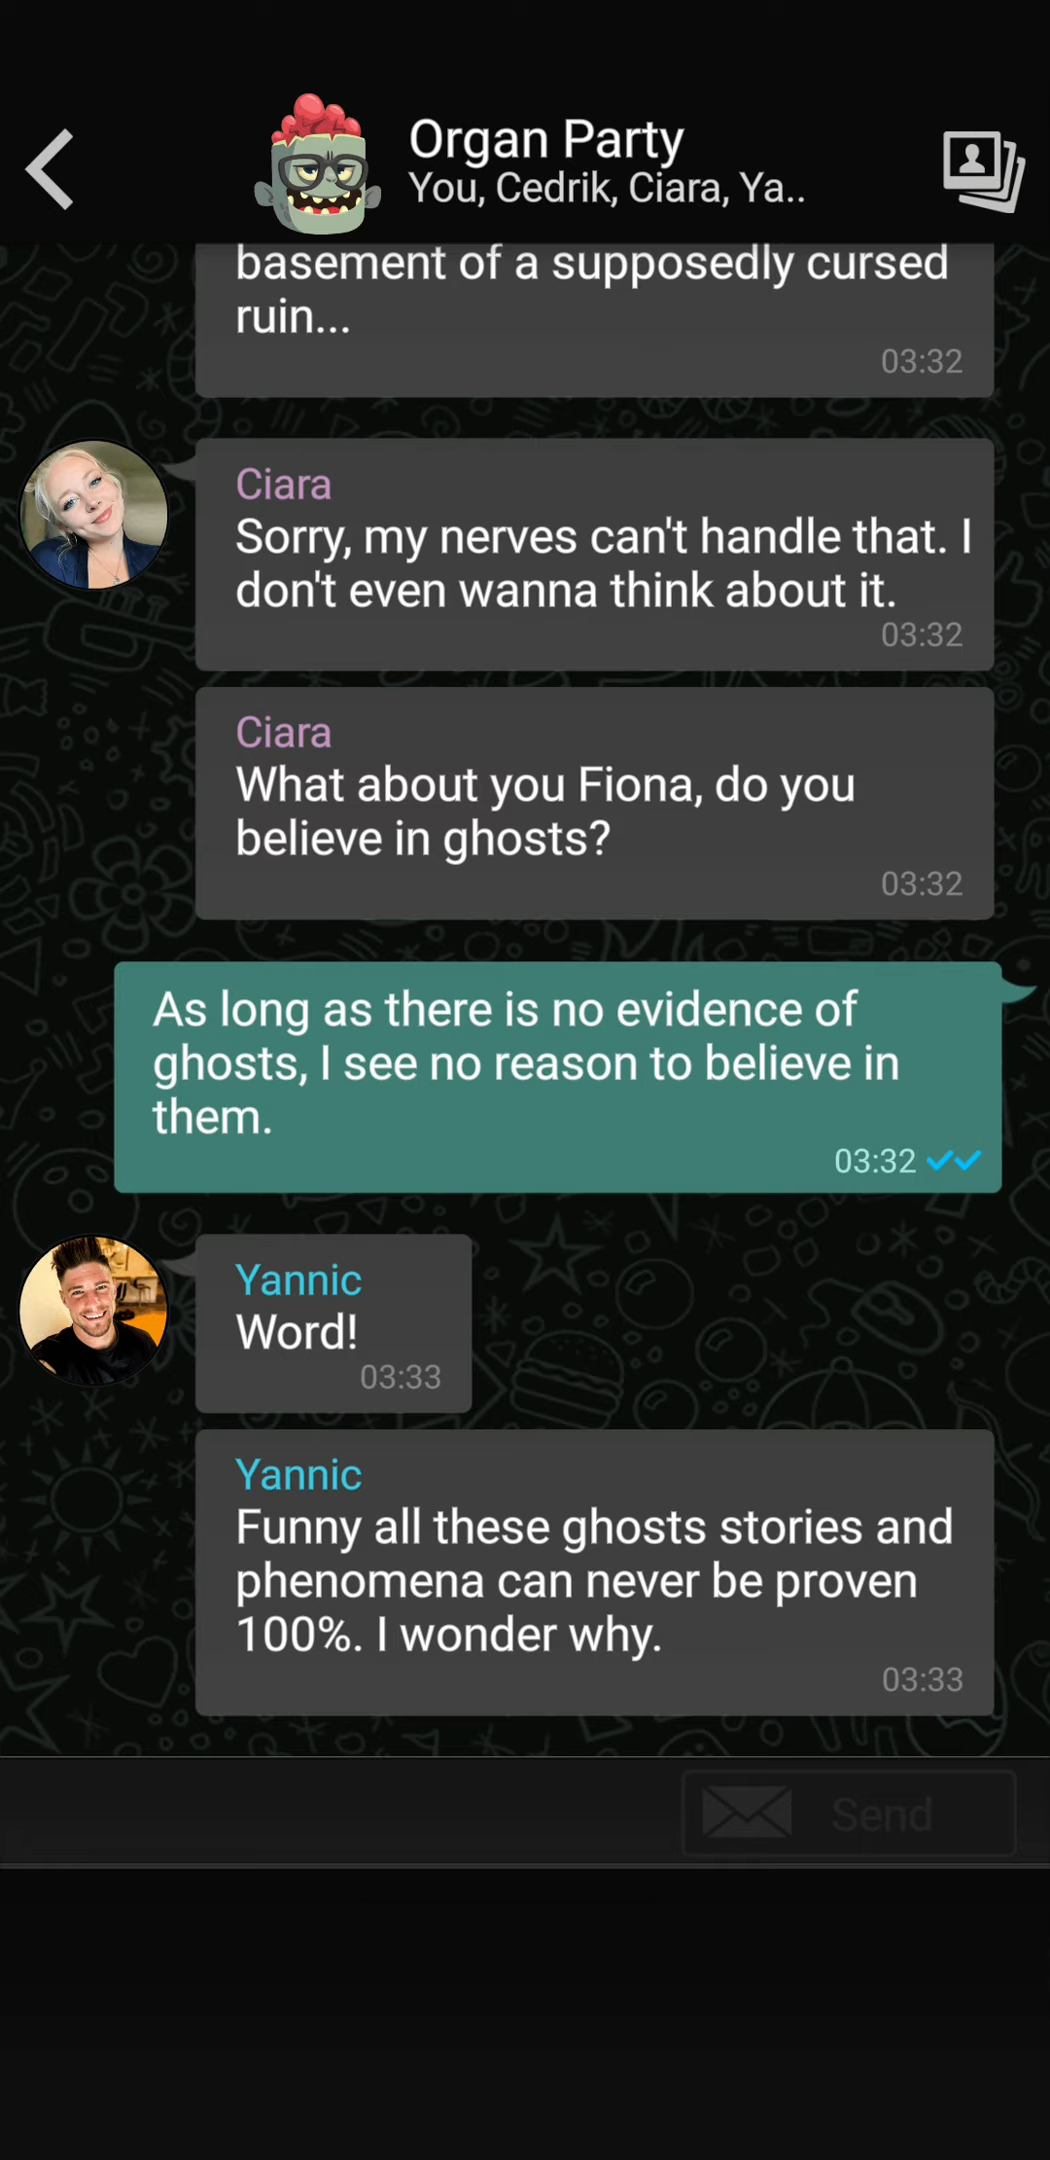 Organ Party
You, Cedrik, Ciara, Ya..
basement of a supposedly cursed
ruin...
03:32
Ciara
Sorry, my nerves can't handle that. I
don't even wanna think about it.
03:32
Ciara
What about you Fiona, do you
believe in ghosts?
03:32
As long as there is no evidence of
ghosts, I see no reason to believe in
them.
03:32
Yannic
Word!
03:33
Yannic
Funny all these ghosts stories and
phenomena can never be proven
100%. I wonder why.
03:33
Send